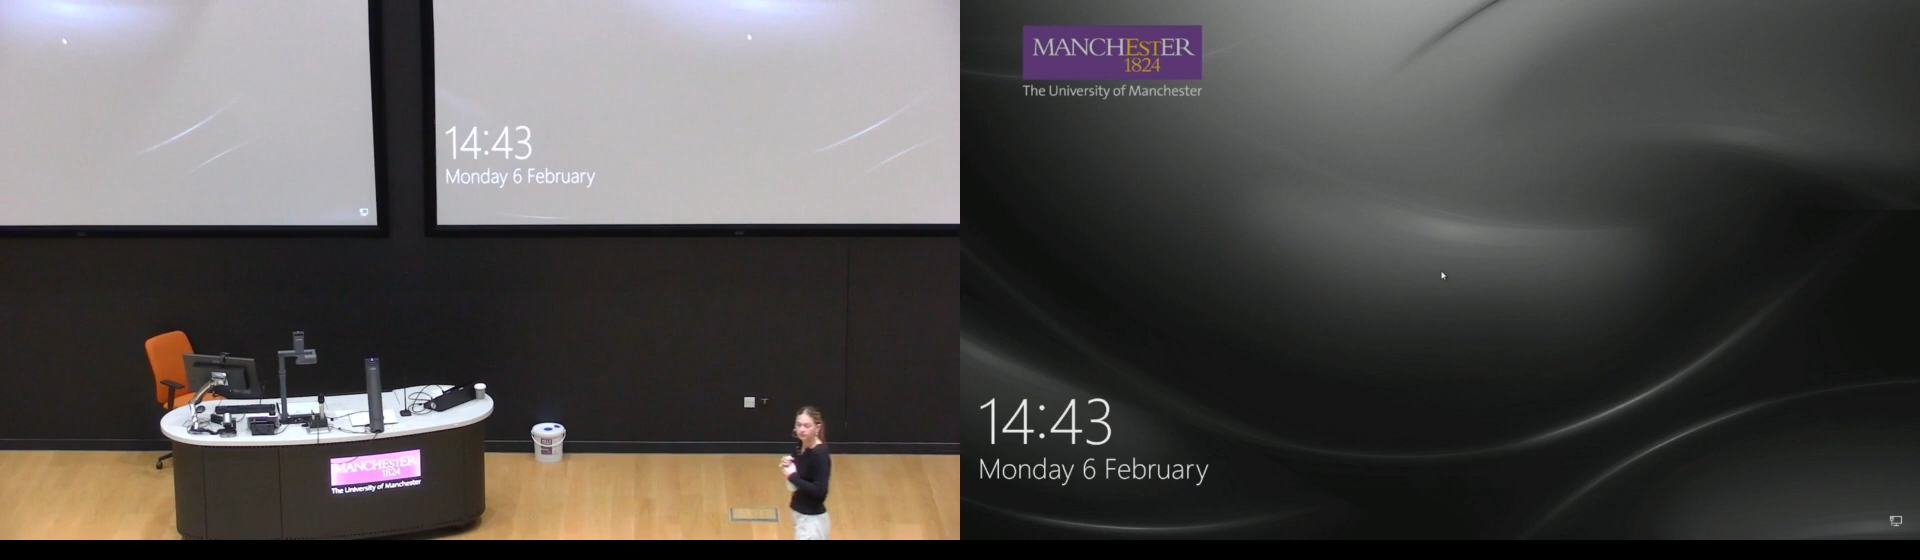 14:43
Monday 6 February
MANCHESTER
1824
The University of Manchester
MANCHESTER
1824
The University of Manchester
14:43
Monday 6 February